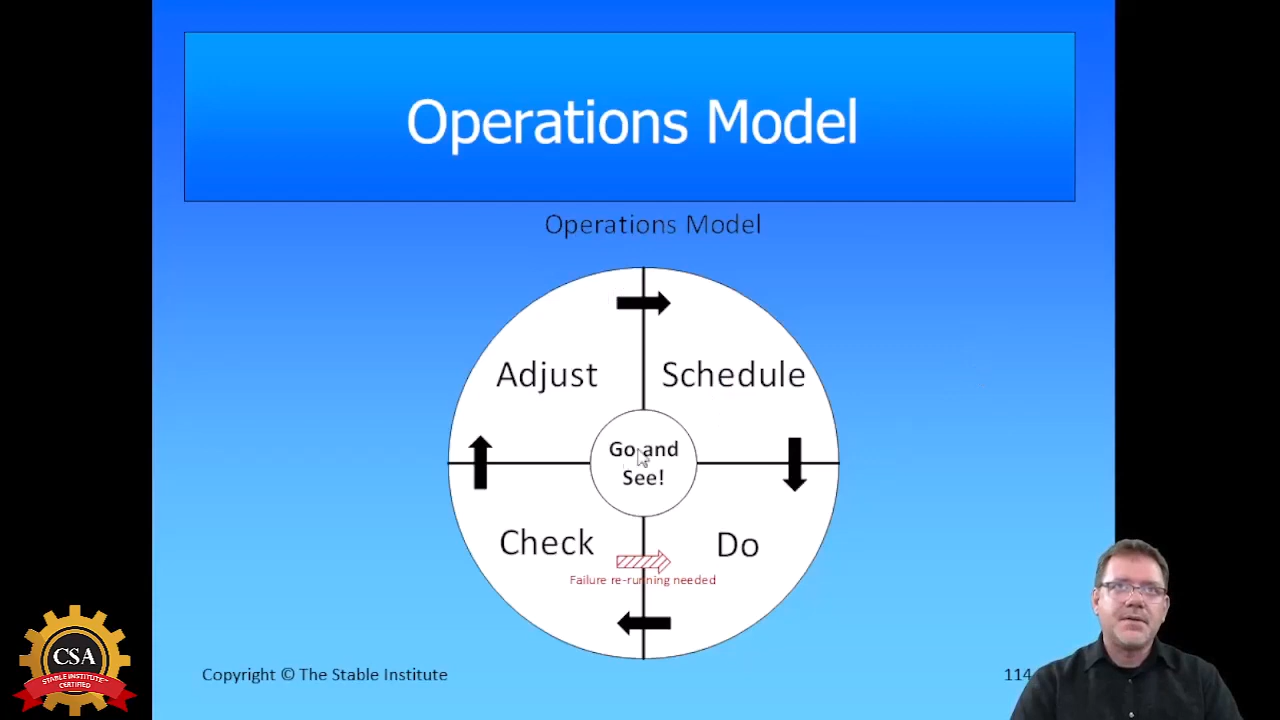 Operations Model
Operations Model
Adjust
Schedule
Go and
See!
Check
Do
Failure re-running needed
CSA
STABLE INSTITUTE™
CERTIFIED
Copyright © The Stable Institute
114